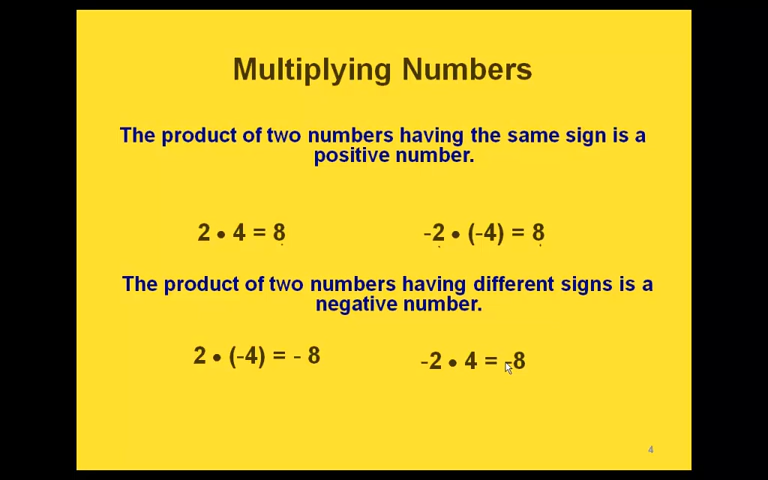 Multiplying Numbers
The product of two numbers having the same sign is a
positive number.
2 • 4 = 8 -2 • (-4) = 8
The product of two numbers having different signs is a
negative number.
2 • (-4) = - 8 -2 • 4 = -8
4